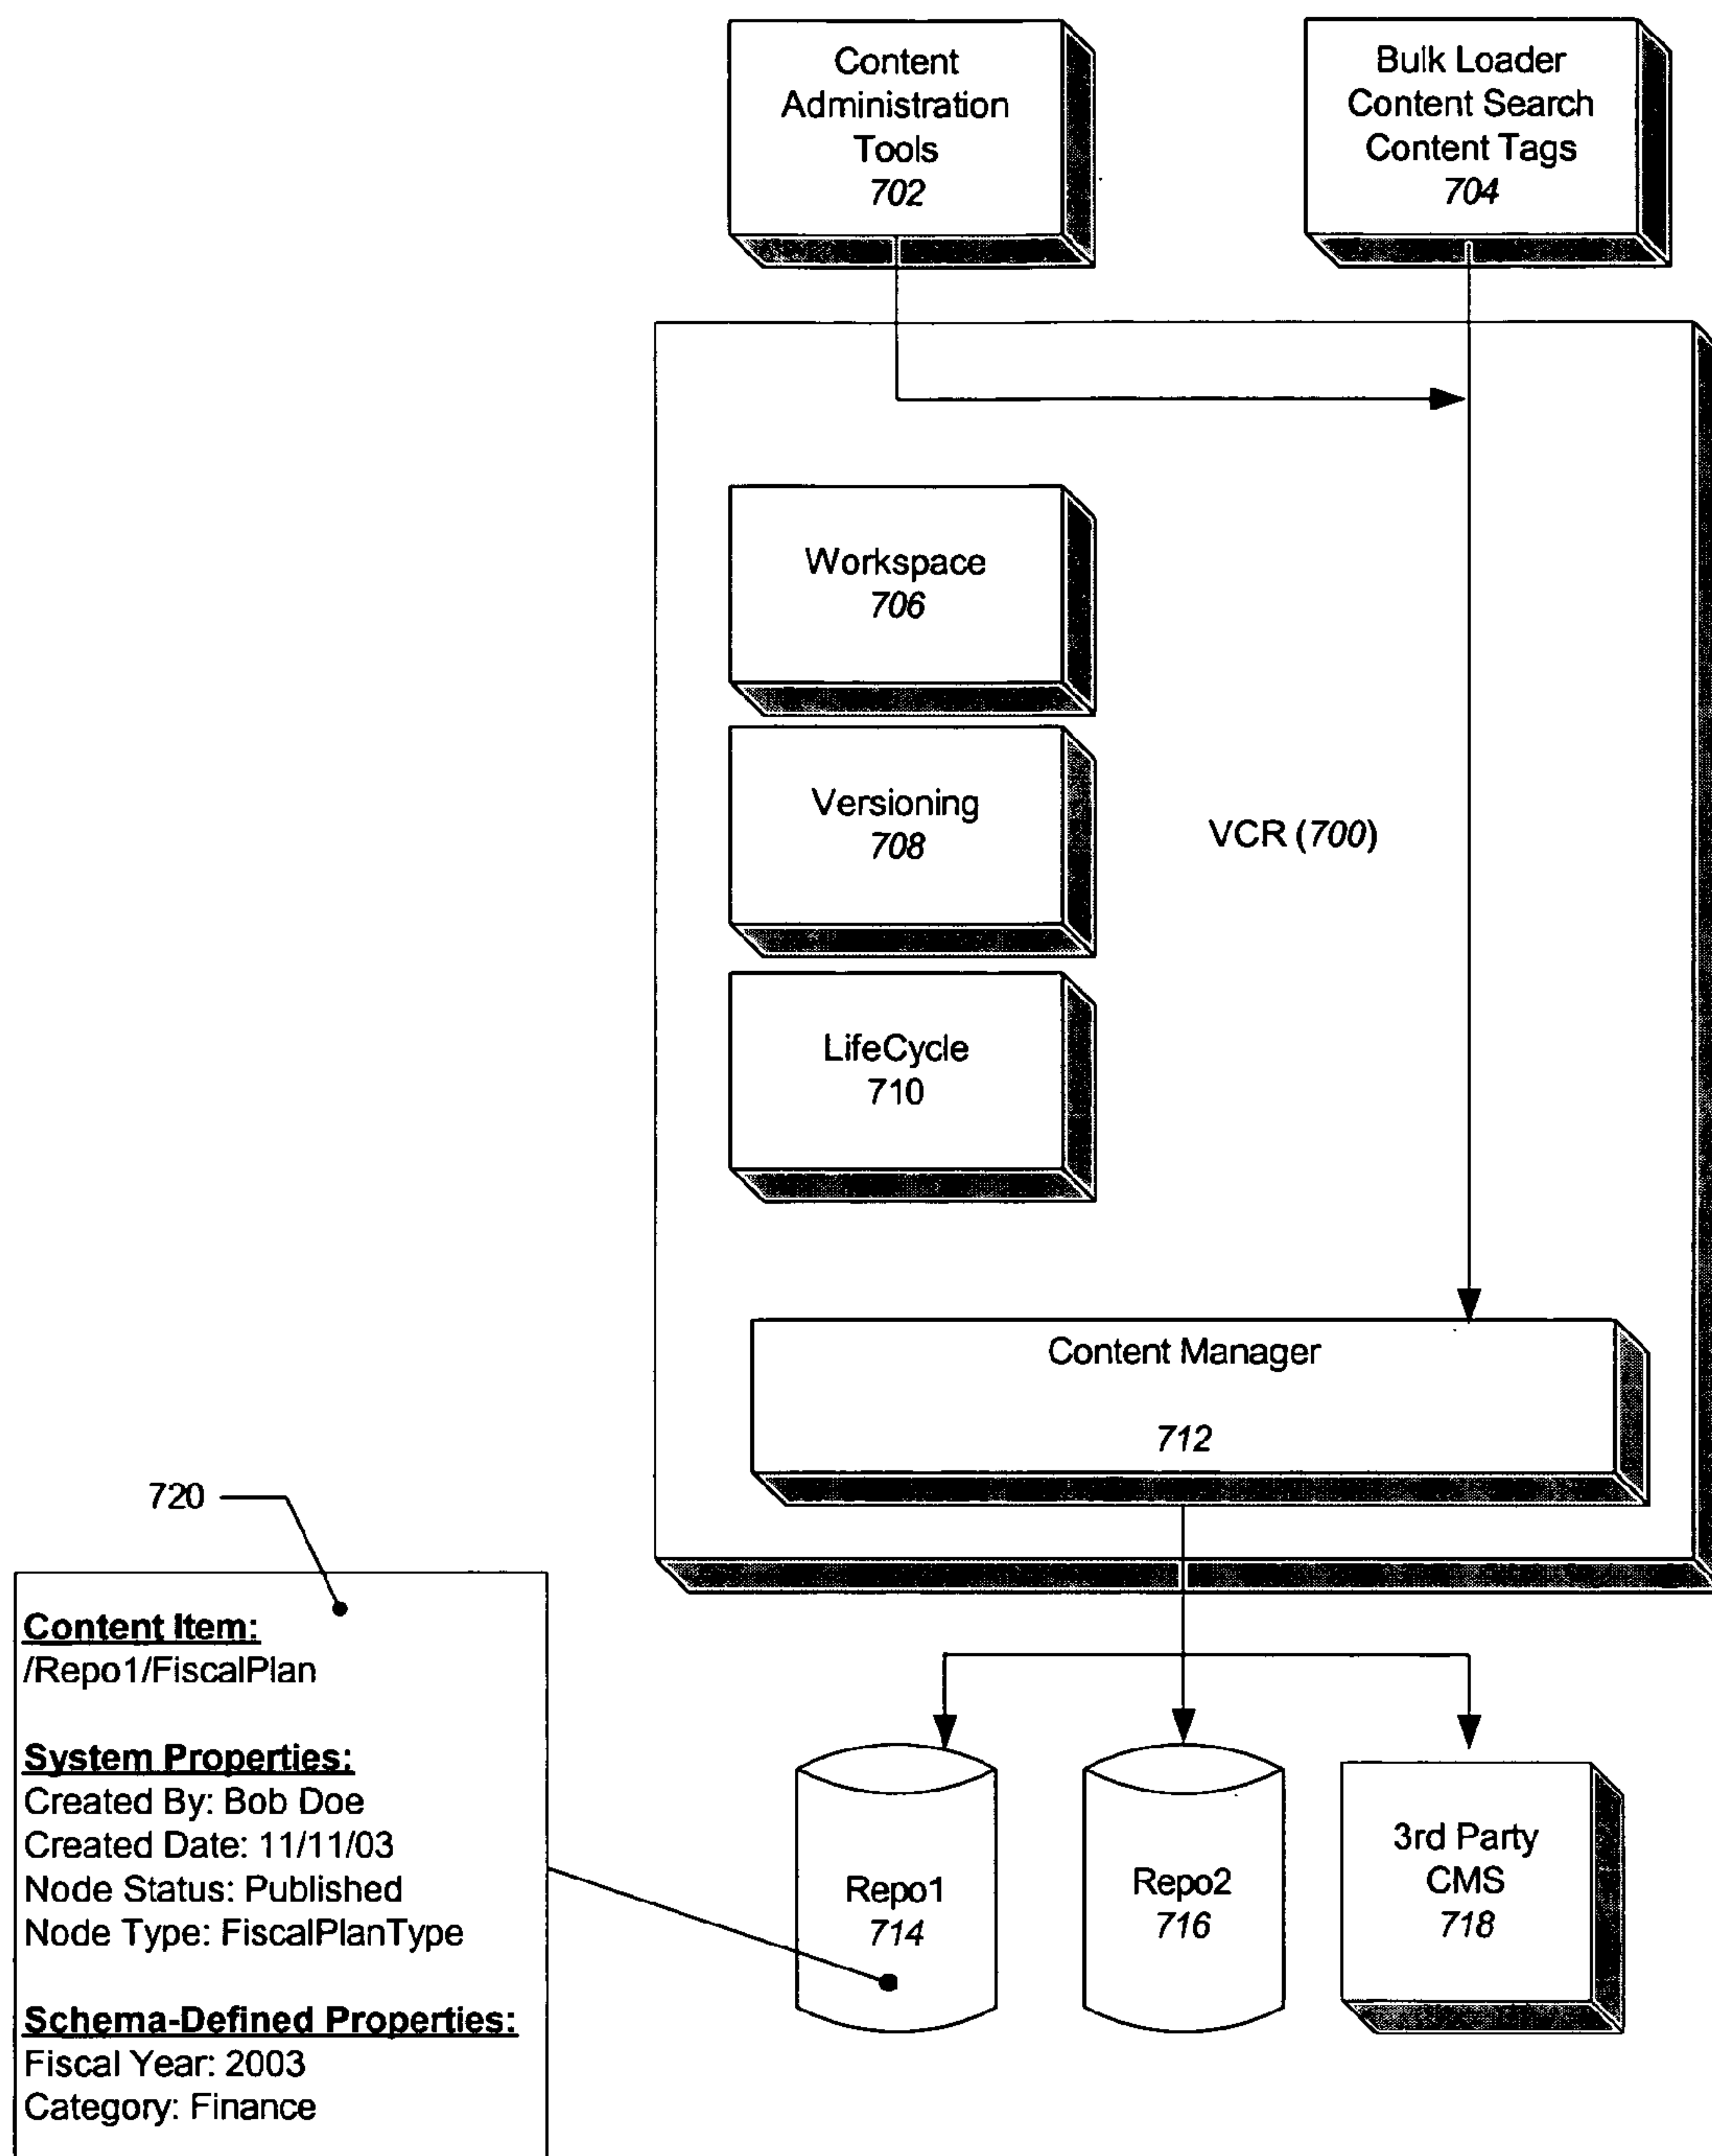 Content
Administration
Tools
702
Bulk Loader
Content Search
Content Tags
704
Workspace
706
Versioning
708
VCR (700)
LifeCycle
710
Content Manager
712
720
Content Item:
/Repo1/FiscalPlan
System Properties:
Created By: Bob Doe
Created Date: 11/11/03
Node Status: Published
Node Type: FiscalPlanType
Schema-Defined Properties:
Fiscal Year: 2003
Category: Finance
Repo1
714
Repo2
716
3rd Party
CMS
718